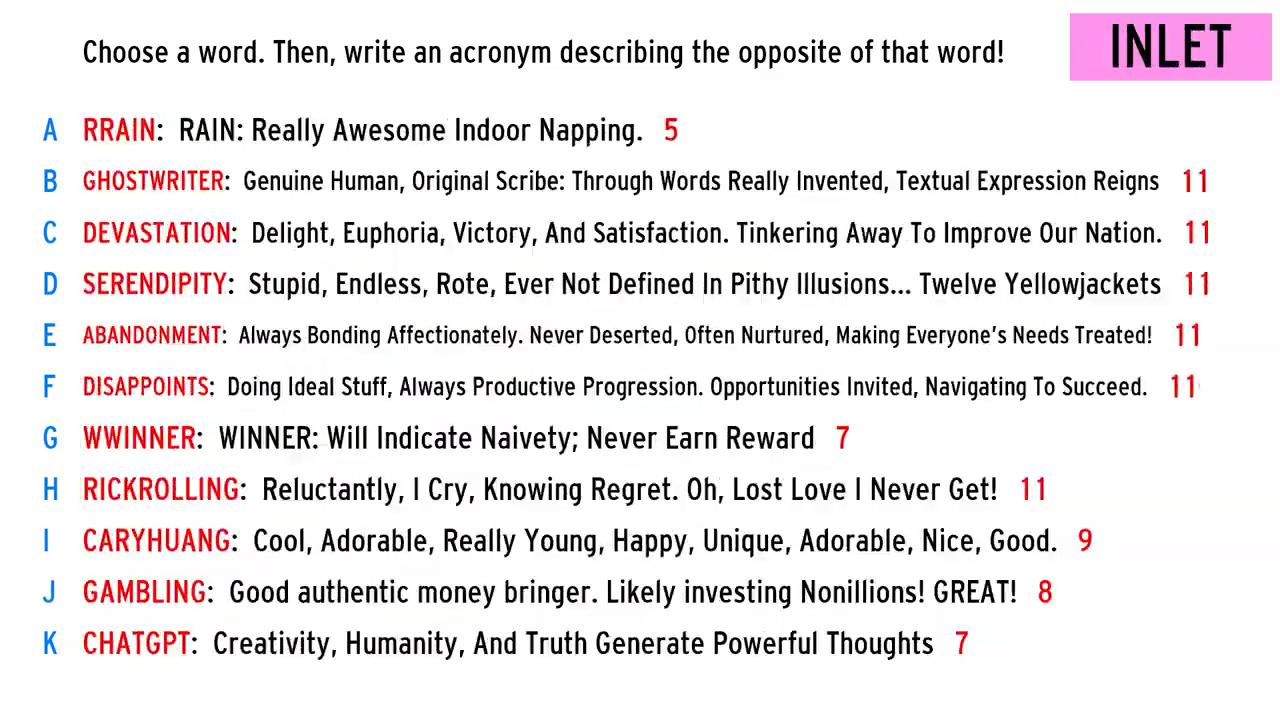 Choose a word. Then, write an acronym describing the opposite of that word!
INLET
A RRAIN: RAIN: Really Awesome Indoor Napping. 5
B GHOSTWRITER: Genuine Human, Original Scribe: Through Words Really Invented, Textual Expression Reigns 11
C DEVASTATION: Delight, Euphoria, Victory, And Satisfaction. Tinkering Away To Improve Our Nation. 11
D SERENDIPITY: Stupid, Endless, Rote, Ever Not Defined In Pithy Illusions... Twelve Yellowjackets 11
E ABANDONMENT: Always Bonding Affectionately. Never Deserted, Often Nurtured, Making Everyone's Needs Treated! 11
F DISAPPOINTS: Doing Ideal Stuff, Always Productive Progression. Opportunities Invited, Navigating To Succeed. 11
G WWINNER: WINNER: Will Indicate Naivety; Never Earn Reward 7
H RICKROLLING: Reluctantly, I Cry, Knowing Regret. Oh, Lost Love I Never Get! 11
I CARYHUANG: Cool, Adorable, Really Young, Happy, Unique, Adorable, Nice, Good. 9
J GAMBLING: Good authentic money bringer. Likely investing Nonillions! GREAT! 8
K CHATGPT: Creativity, Humanity, And Truth Generate Powerful Thoughts 7